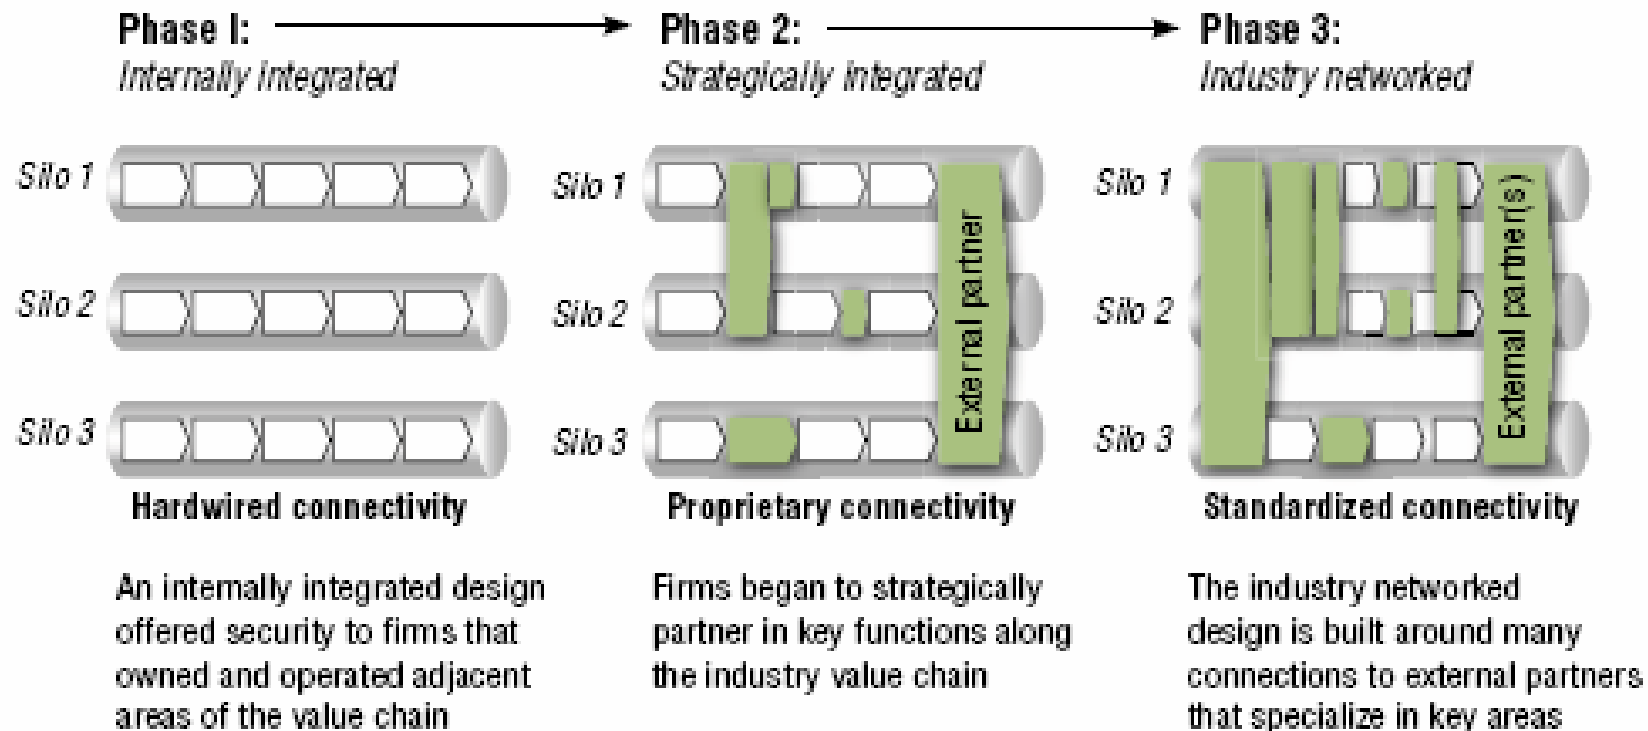 Phase I:
Internally integrated
Silo 1
Silo 2
Silo 3
Hardwired connectivity
An internally integrated design
offered security to firms that
owned and operated adjacent
areas of the value chain
Phase 2:
Strategically integrated
Silo 1
Silo 2
Silo 3
External partner
Proprietary connectivity
Firms began to strategically
partner in key functions along
the industry value chain
Phase 3:
Industry networked
Silo 1
Silo 2
Silo 3
External partner(s)
Standardized connectivity
The industry networked
design is built around many
connections to external partners
that specialize in key areas